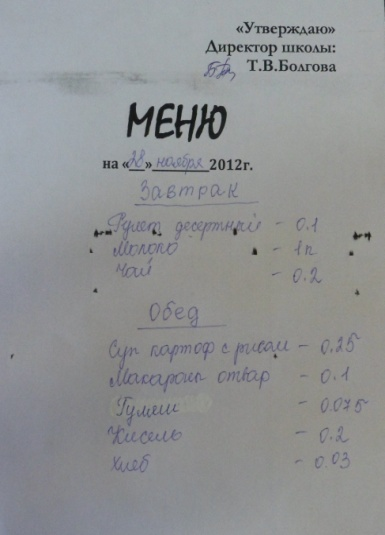 «Утверждаю»
Директор школы:
Т.В.Болгова
МЕНЮ
на «28» ноября 2012г.
Завтрак
Рулет десертный - 0.1
Молоко - 1п
Чай - 0.2
Обед
Суп картоф с рисом - 0.25
Макароны отвар - 0.1
Гуляш - 0.075
Кисель - 0.2
Хлеб - 0.03